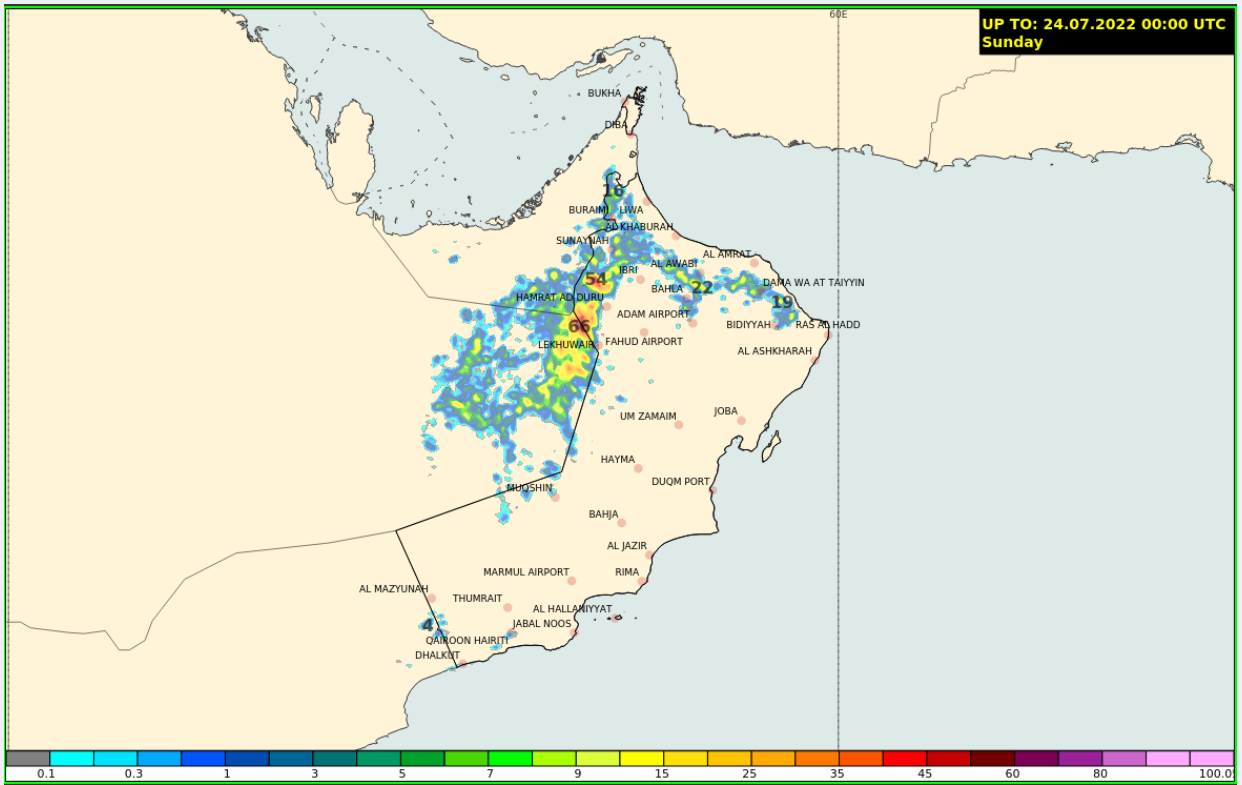 60E
UP TO: 24.07.2022 00:00 UTC
Sunday
BUKHA
DIBA
16
BURAIMI
LIWA
AD KHABURAH
SUNAYNAH
AL AMRAT
AL AWABI
IBRI
54
DAMA WA AT TAIYYIN
BAHLA
22
HAMRAT AD DURU
19
ADAM AIRPORT
66
BIDIYYAH
RAS AL HADD
LEKHUWAIR
FAHUD AIRPORT
AL ASHKHARAH
UM ZAMAIM
JOBA
HAYMA
DUQM PORT
MUQSHIN
BAHJA
AL JAZIR
MARMUL AIRPORT
RIMA
AL MAZYUNAH
THUMRAIT
AL HALLANIYYAT
4
JABAL NOOS
QAIROON HAIRITI
DHALKUT
0.1 0.3 1 3 5 7 9 15 25 35 45 60 80 100.0